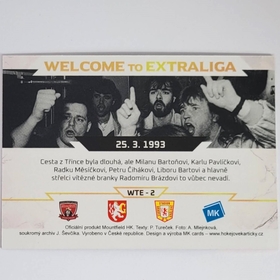 WELCOME TO EXTRALIGA
25. 3. 1993
Cesta z Třince byla dlouhá, ale Milanu Bartoňovi, Karlu Pavlíčkovi,
Radku Měsíčkovi, Petru Čihákovi, Liboru Bartovi a hlavně
střelci vítězné branky Radomíru Brázdovi to vůbec nevadí.
WTE - 2
MK
Oficiální produkt Mountfield HK. Texty: P. Tureček. Foto: A. Mlejnková,
soukromý archiv J. Ševčíka. Vyrobeno v České republice. Design a výroba MK cards - www.hokejovekarticky.cz